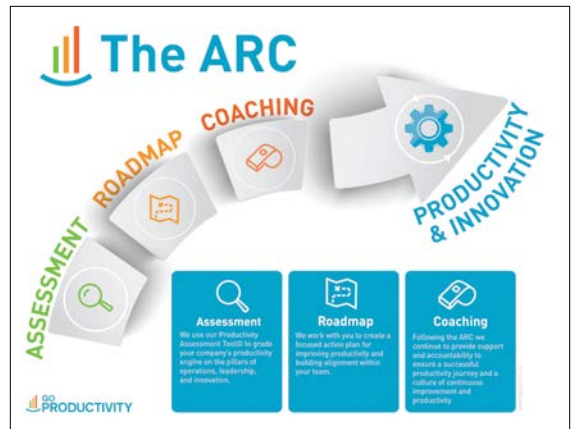 The ARC
ASSESSMENT
ROADMAP
COACHING
PRODUCTIVITY
& INNOVATION
Assessment
We use our Productivity
Assessment ToolⒸ to grade
your company's productivity
engine on the pillars of
operations, leadership,
and innovation.
Roadmap
We work with you to create a
focused action plan for
improving productivity and
building alignment within
your team.
Coaching
Following the ARC we
continue to provide support
and accountability to
ensure a successful
productivity journey and a
culture of continuous
improvement and
productivity
GO
PRODUCTIVITY